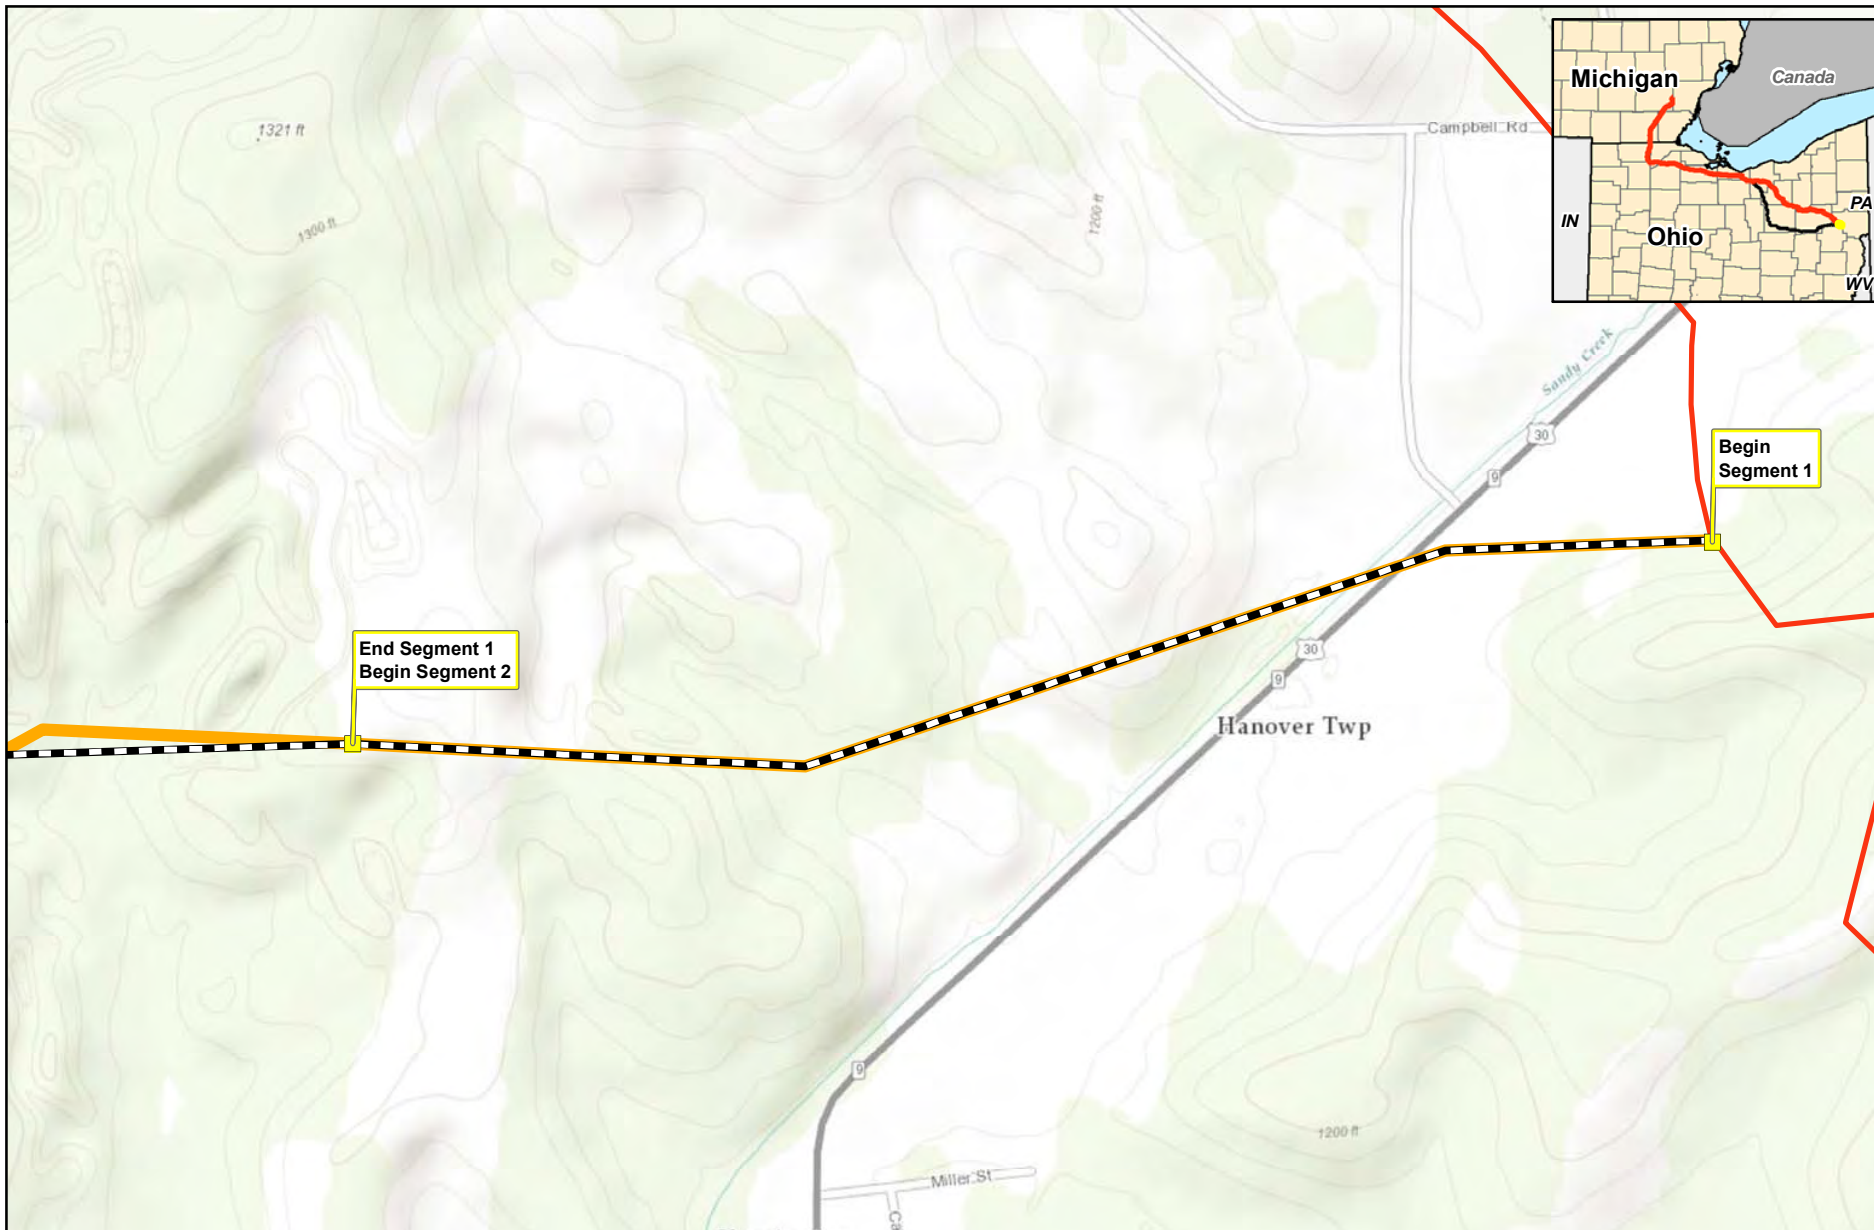 1321 ft
1300 ft
1200 ft
Campbell Rd
Michigan
Canada
IN
Ohio
PA
WV
Sandy Creek
30
9
Begin
Segment 1
End Segment 1
Begin Segment 2
30
9
Hanover Twp
9
1200 ft
Miller St
Ca